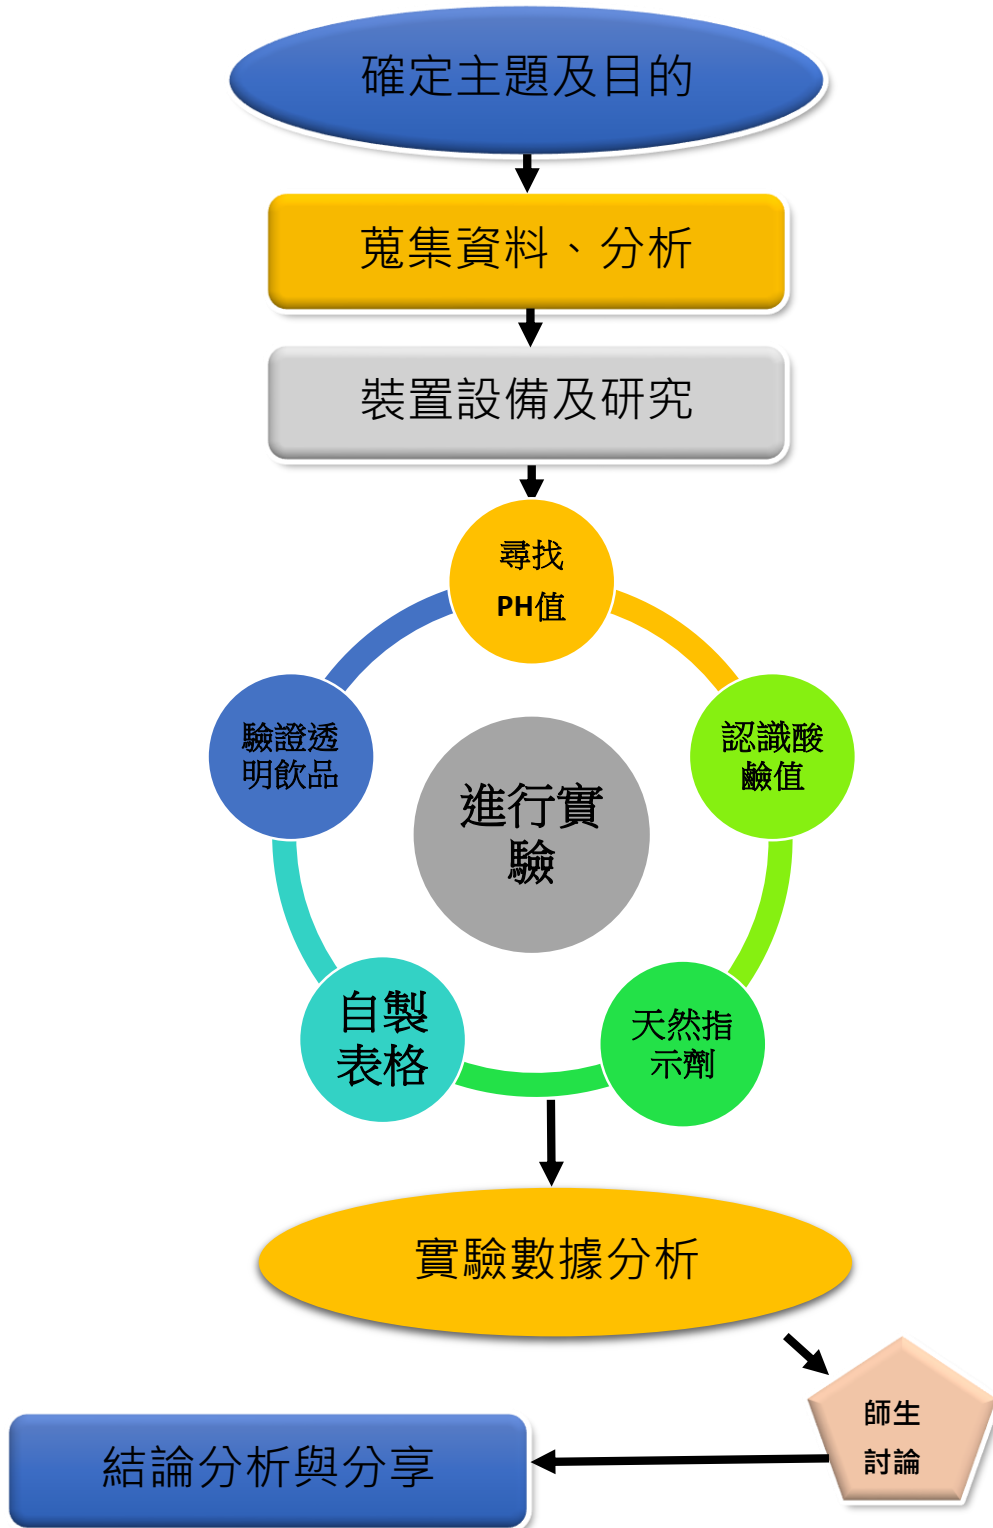 確定主題及目的
蒐集資料、分析
裝置設備及研究
尋找
PH值
認識酸
鹼值
天然指
示劑
自製
表格
驗證透
明飲品
進行實
驗
實驗數據分析
師生
討論
結論分析與分享